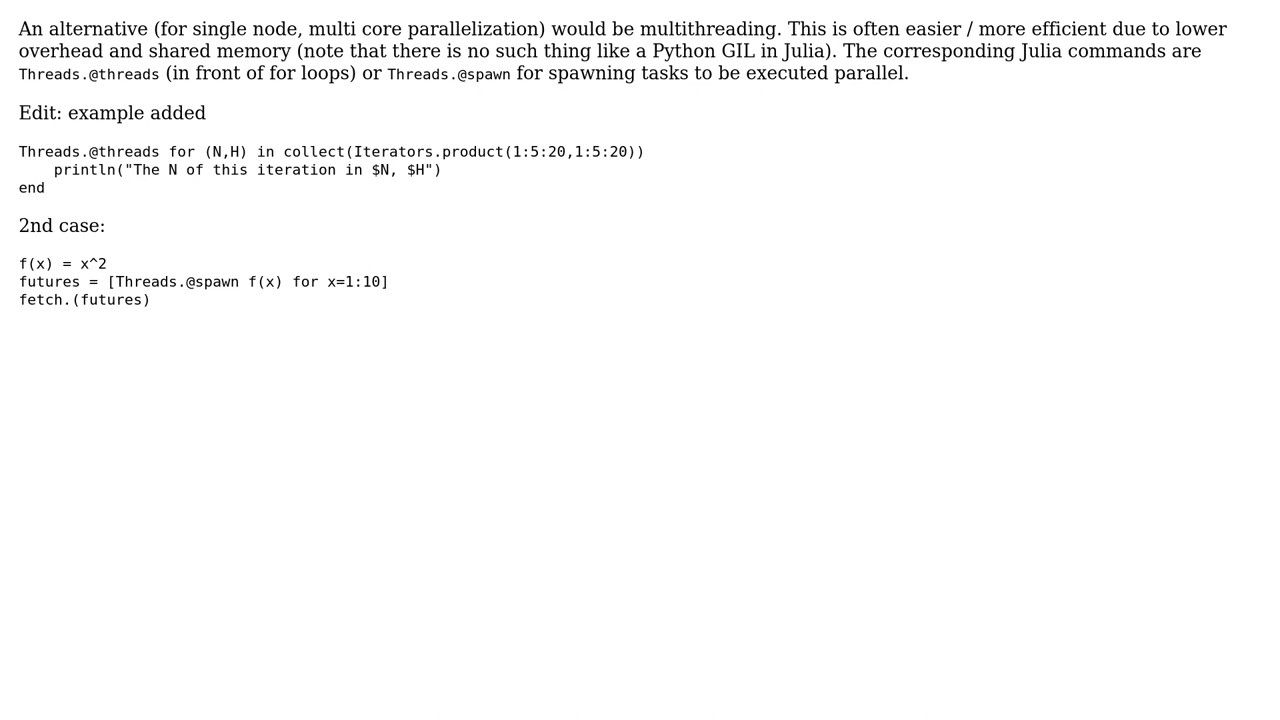 An alternative (for single node, multi core parallelization) would be multithreading. This is often easier / more efficient due to lower
overhead and shared memory (note that there is no such thing like a Python GIL in Julia). The corresponding Julia commands are
Threads.@threads (in front of for loops) or Threads.@spawn for spawning tasks to be executed parallel.
Edit: example added
Threads.@threads for (N,H) in collect(Iterators.product(1:5:20,1:5:20))
    println("The N of this iteration in $N, $H")
end
2nd case:
f(x) = x^2
futures = [Threads.@spawn f(x) for x=1:10]
fetch.(futures)